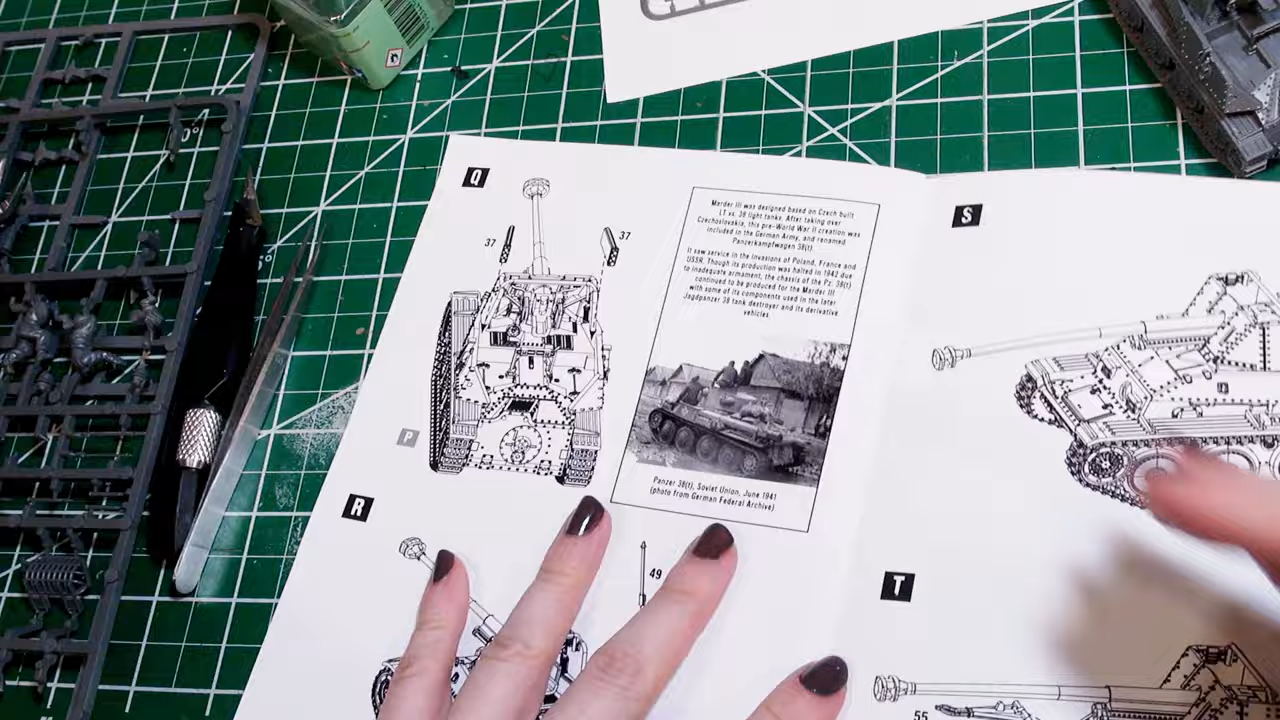 Q
37
37
Marder III was designed based on Czech built
LT vz. 38 light tanks. After taking over
Czechoslovakia, this pre-World War II creation was
included in the German Army, and renamed
Panzerkampfwagen 38(t).
It saw service in the invasions of Poland, France and
USSR. Though its production was halted in 1942 due
to inadequate armament, the chassis of the Pz. 38(t)
continued to be produced for the Marder III
with some of its components used in the later
Jagdpanzer 38 tank destroyer and its derivative
vehicles.
Panzer 38(t), Soviet Union, June 1941
(photo from German Federal Archive)
P
R
49
S
T
55